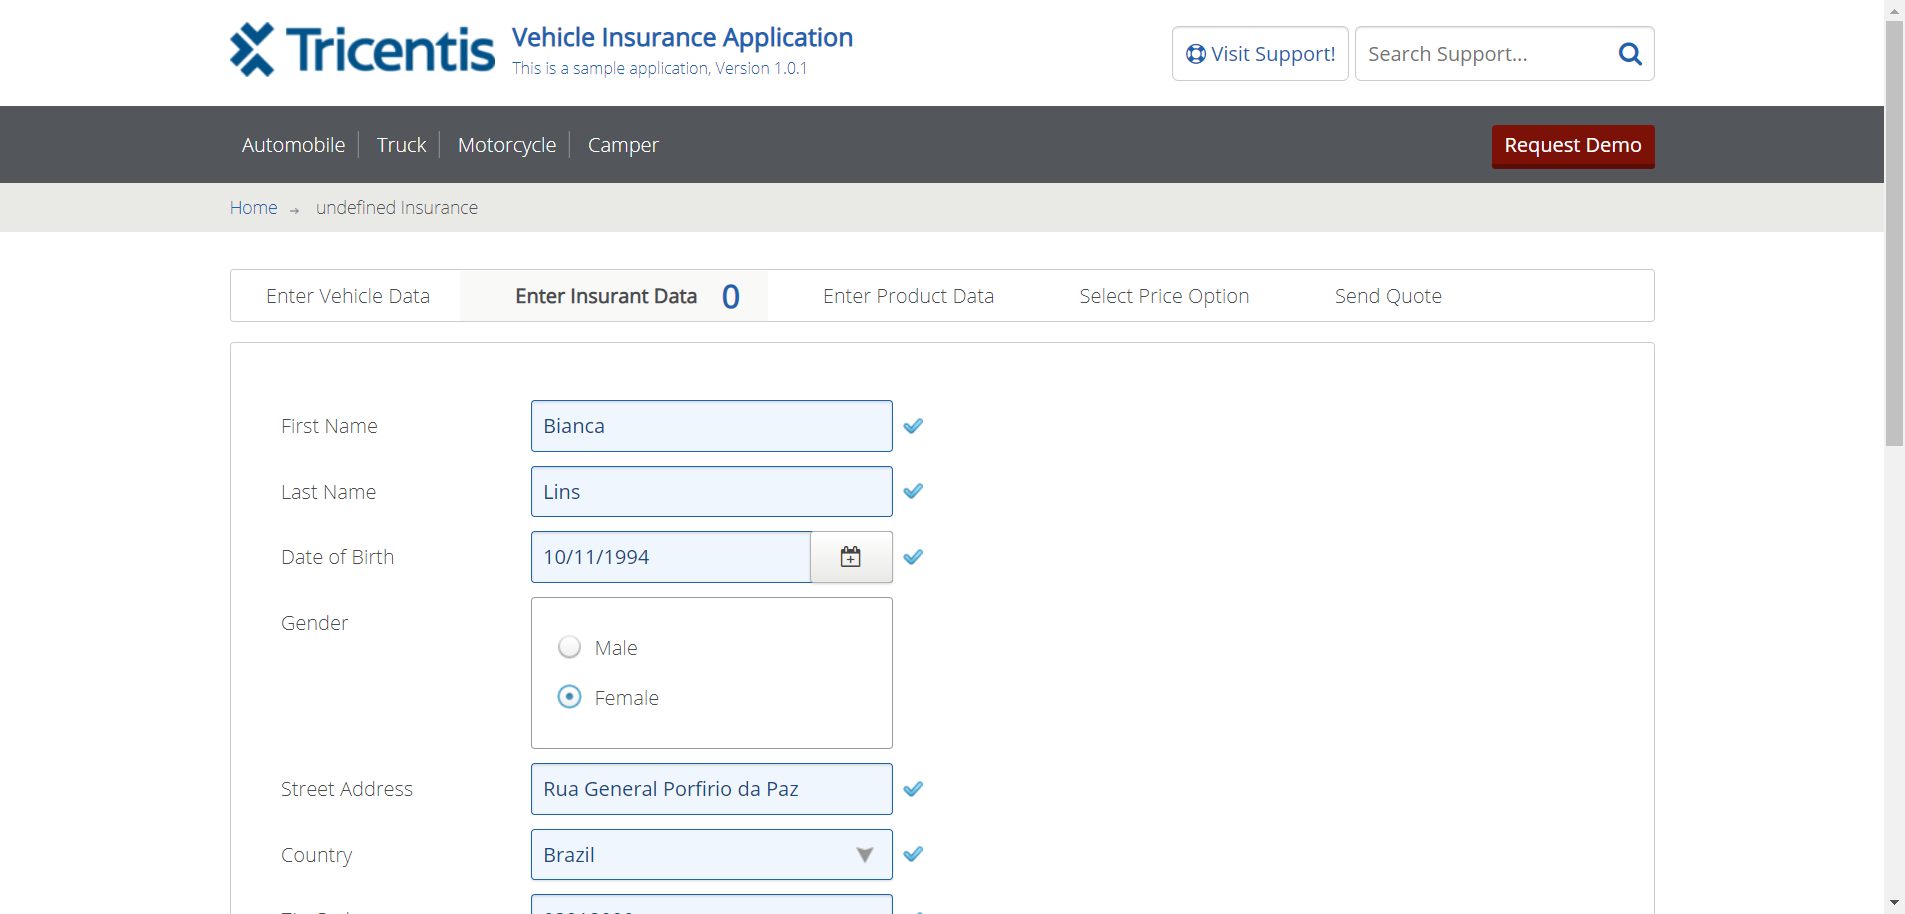 Tricentis
Vehicle Insurance Application
This is a sample application, Version 1.0.1
Visit Support!
Search Support...
Automobile
Truck
Motorcycle
Camper
Request Demo
Home → undefined Insurance
Enter Vehicle Data
Enter Insurant Data 0
Enter Product Data
Select Price Option
Send Quote
First Name
Bianca
Last Name
Lins
Date of Birth
10/11/1994
Gender
Male
Female
Street Address
Rua General Porfirio da Paz
Country
Brazil